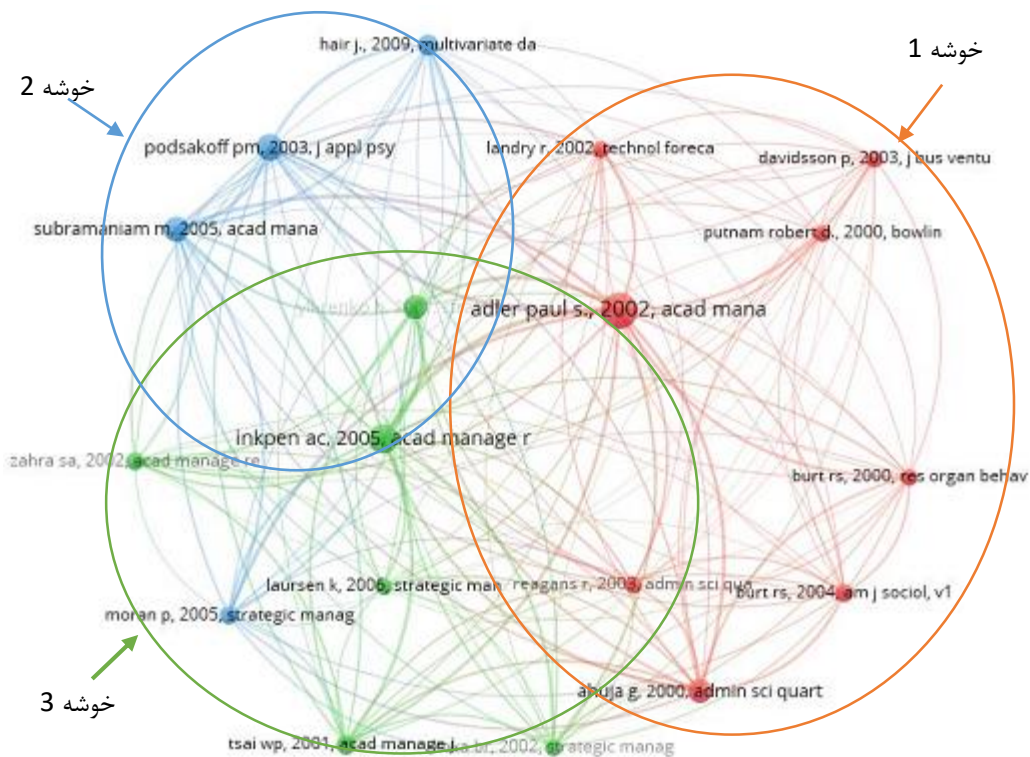 hair j., 2009, multivariate da
خوشه 1
خوشه 2
podsakoff pm, 2003, j appl psy
landry r, 2002, technol foreca
davidsson p, 2003, j bus ventu
subramaniam m, 2005, acad mana
putnam robert d., 2000, bowlin
adler paul s., 2002, acad mana
inkpen ac, 2005, acad manage r
zahra sa, 2002, acad manage re
burt rs, 2000, res organ behav
laursen k, 2006, strategic man
reagans r, 2003, admin sci qua
burt rs, 2004, am j sociol, v1
moran p, 2005, strategic manag
خوشه 3
ahuja g, 2000, admin sci quart
tsai wp, 2001, acad manage j
br, 2002, strategic manag